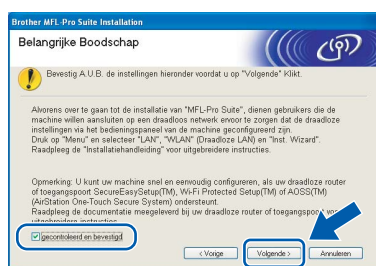 Brother MFL-Pro Suite Installation
Belangrijke Boodschap
Bevestig A.U.B. de instellingen hieronder voordat u op "Volgende" Klikt.
Alvorens over te gaan tot de installatie van "MFL-Pro Suite", dienen gebruikers die de
machine willen aansluiten op een draadloos netwerk ervoor te zorgen dat de draadloze
instellingen via het bedieningspaneel van de machine geconfigureerd zijn.
Druk op "Menu" en selecteer "LAN", "WLAN" (Draadloze LAN) en "Inst. Wizard".
Raadpleeg de "Installatiehandleiding" voor uitgebreidere instructies.
Opmerking: U kunt uw machine snel en eenvoudig configureren, als uw draadloze router
of toegangspoort SecureEasySetup(TM), Wi-Fi Protected Setup(TM) of AOSS(TM)
(AirStation One-Touch Secure System) ondersteunt.
Raadpleeg de documentatie meegeleverd bij uw draadloze router of toegangspoort voor
uitgebreidere instructies.
gecontroleerd en bevestigd
< Vorige Volgende > Annuleren